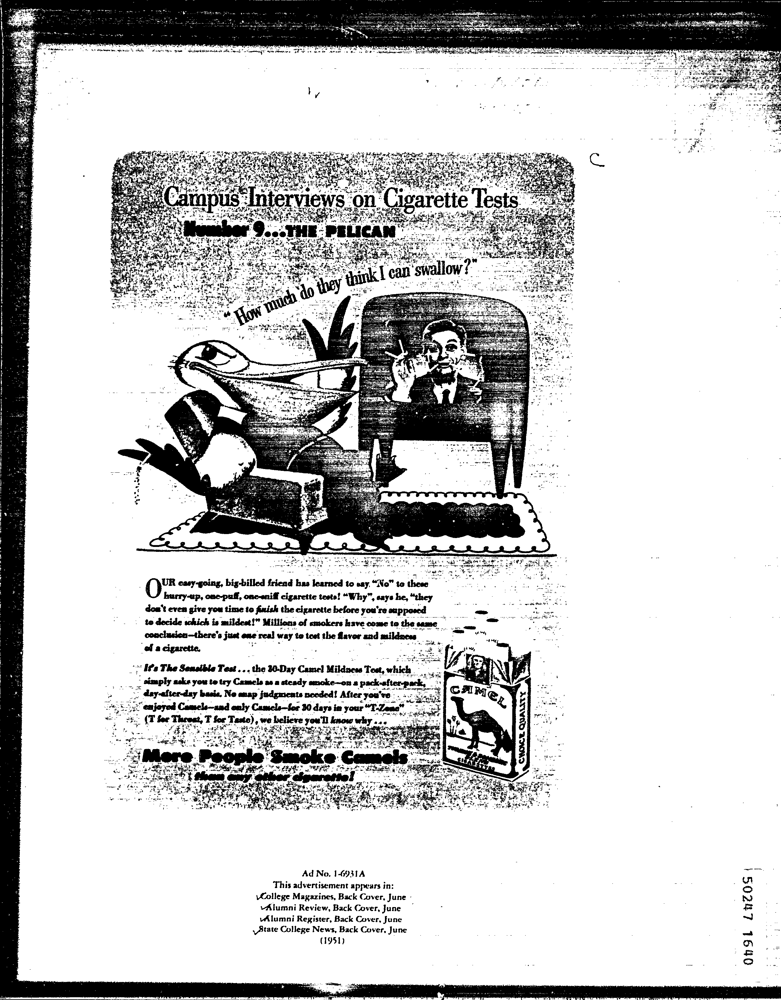 Campus Interviews on Cigarette Tests
Number 9...THE PELICAN
"How much do they think I can swallow?"
OUR easy-going, big-billed friend has learned to say "No" to these
hurry-up, one-puff, one-sniff cigarette tests! "Why", says he, "they
don't even give you time to finish the cigarette before you're supposed
to decide which is mildest!" Millions of smokers have come to the same
conclusion—there's just one real way to test the flavor and mildness
of a cigarette.
It's The Sensible Test . . . the 30-Day Camel Mildness Test, which
simply asks you to try Camels as a steady smoke—on a pack-after-pack,
day-after-day basis. No snap judgments needed! After you've
enjoyed Camels—and only Camels—for 30 days in your "T-Zone"
(T for Throat, T for Taste), we believe you'll know why . . .
More People Smoke Camels
than any other cigarette!
CAMEL
CHOICE QUALITY
Ad No. 1-6931A
This advertisement appears in:
College Magazines, Back Cover, June
Alumni Review, Back Cover, June
Alumni Register, Back Cover, June
State College News, Back Cover, June
(1951)
50247 1640